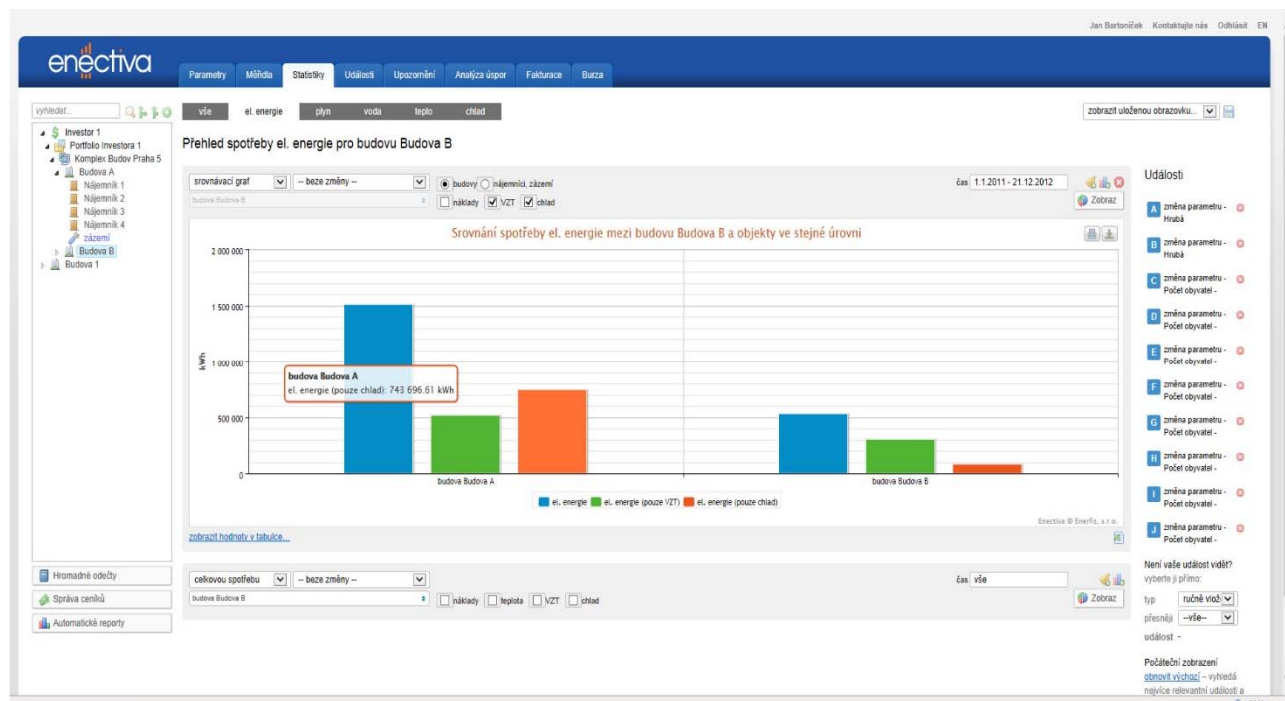 Jan Bartoníček Kontaktujte nás Odhlásit EN
enectiva
Parametry Měřidla Statistiky Události Upozornění Analýza úspor Fakturace Burza
vyhledat...
vše el. energie plyn voda teplo chlad
zobrazit uloženou obrazovku...
Investor 1
Portfolio Investora 1
Komplex Budov Praha 5
Budova A
Nájemník 1
Nájemník 2
Nájemník 3
Nájemník 4
zázemí
Budova B
Budova 1
Přehled spotřeby el. energie pro budovu Budova B
srovnávací graf -- beze změny -- budovy nájemníci, zázemí čas 1.1.2011 - 21.12.2012
budova Budova B náklady VZT chlad Zobraz
Srovnání spotřeby el. energie mezi budovu Budova B a objekty ve stejné úrovni
2 000 000
1 500 000
1 000 000
500 000
0
kWh
budova Budova A
el. energie (pouze chlad): 743 696.61 kWh
budova Budova A budova Budova B
el. energie el. energie (pouze VZT) el. energie (pouze chlad)
Enectiva © Enerfis, s.r.o.
zobrazit hodnoty v tabulce...
celkovou spotřebu -- beze změny -- čas vše
budova Budova B náklady teplota VZT chlad Zobraz
Hromadné odečty
Správa ceníků
Automatické reporty
Události
A změna parametru -
Hrubá
B změna parametru -
Hrubá
C změna parametru -
Počet obyvatel -
D změna parametru -
Počet obyvatel -
E změna parametru -
Počet obyvatel -
F změna parametru -
Počet obyvatel -
G změna parametru -
Počet obyvatel -
H změna parametru -
Počet obyvatel -
I změna parametru -
Počet obyvatel -
J změna parametru -
Počet obyvatel -
Není vaše událost vidět?
vyberte ji přímo:
typ ručně vlož
přesněji --vše--
událost -
Počáteční zobrazení
obnovit výchozí – vyhledá
nejvíce relevantní události a